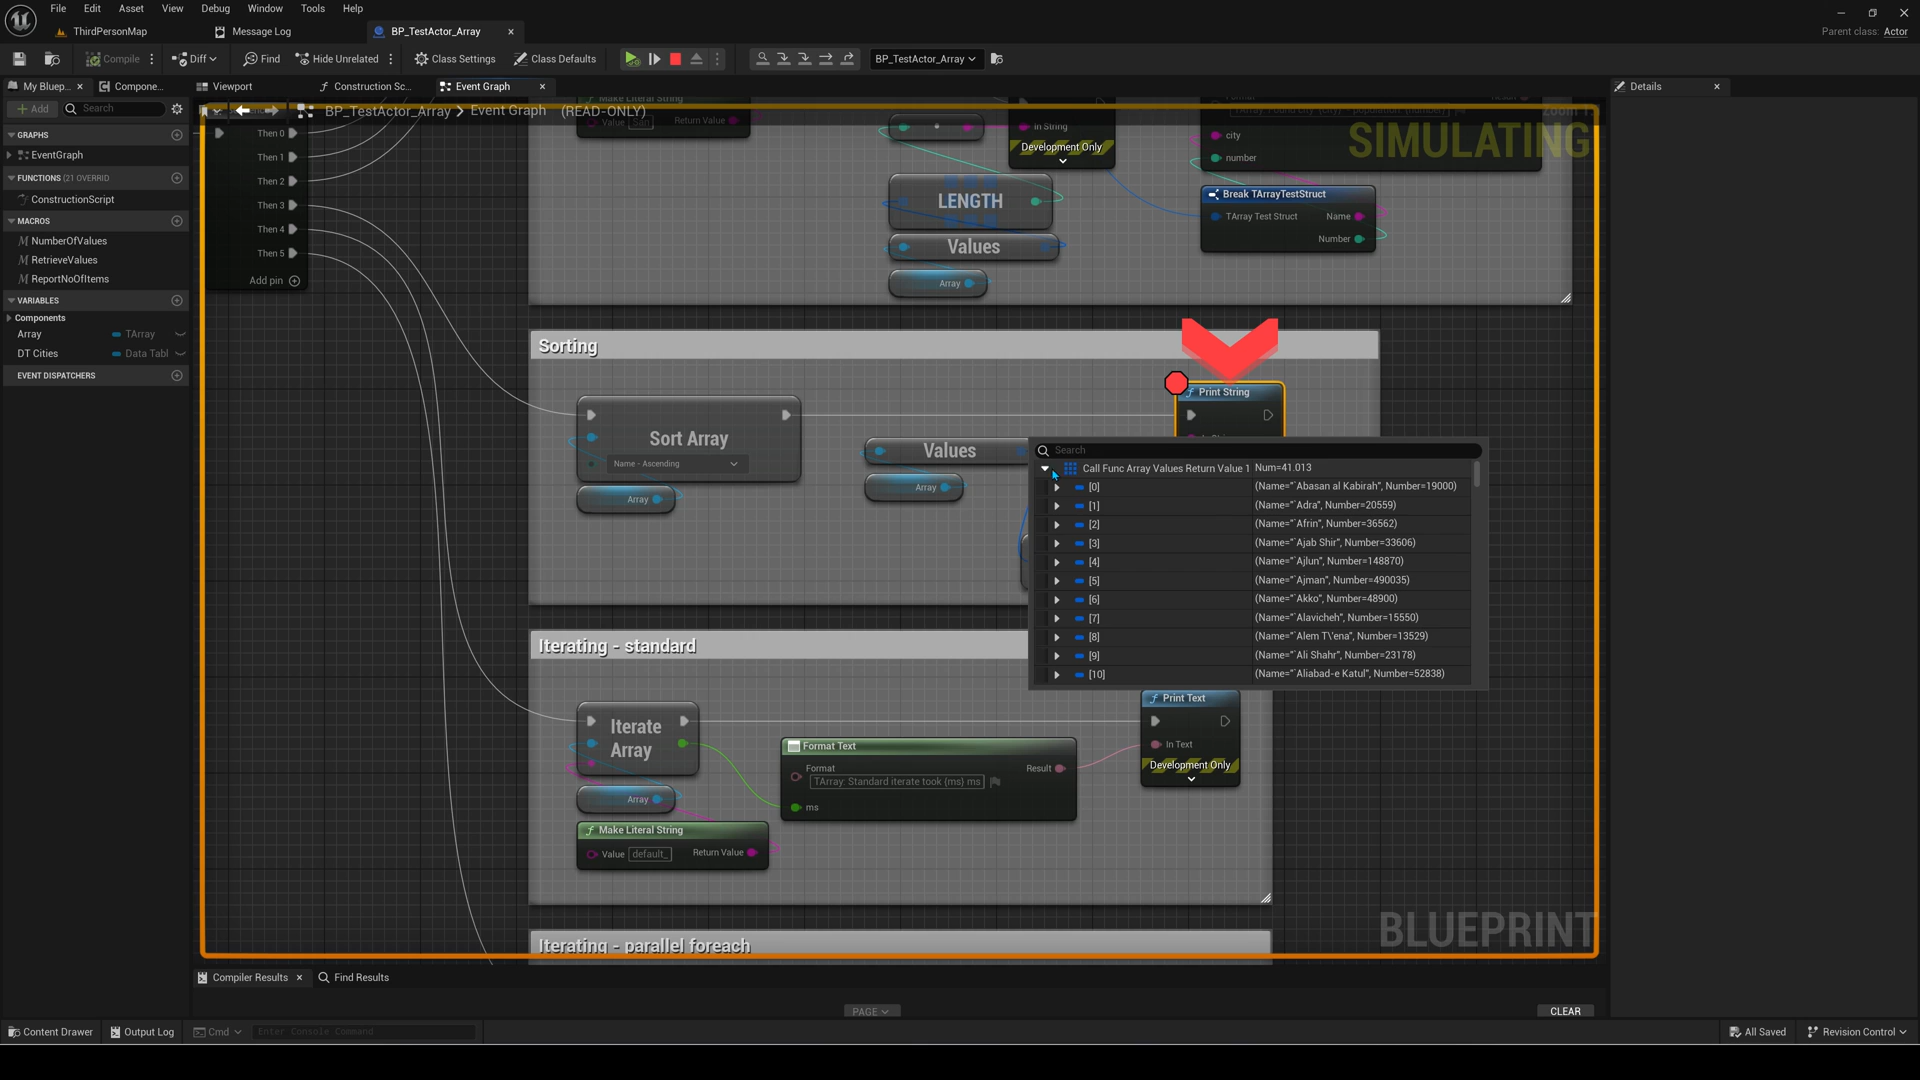 File Edit Asset View Debug Window Tools Help
ThirdPersonMap
Message Log
BP_TestActor_Array
Parent class: Actor
Compile
Diff
Find
Hide Unrelated
Class Settings
Class Defaults
BP_TestActor_Array
My Bluep..
Compone...
Viewport
Construction Sc...
Event Graph
Details
Add
Search
BP_TestActor_Array > Event Graph (READ-ONLY)
SIMULATING
GRAPHS
EventGraph
FUNCTIONS (21 OVERRID
ConstructionScript
MACROS
NumberOfValues
RetrieveValues
ReportNoOfItems
VARIABLES
Components
Array TArray
DT Cities Data Tabl
EVENT DISPATCHERS
Then 0
Then 1
Then 2
Then 3
Then 4
Then 5
Add pin
Make Literal String
Value San Return Value
In String
Development Only
LENGTH
Values
Array
city
number
Break TArrayTestStruct
TArray Test Struct Name
Number
Sorting
Sort Array
Name - Ascending
Array
Values
Array
Print String
Search
Call Func Array Values Return Value 1 Num=41.013
[0] (Name="`Abasan al Kabirah", Number=19000)
[1] (Name="`Adra", Number=20559)
[2] (Name="`Afrin", Number=36562)
[3] (Name="`Ajab Shir", Number=33606)
[4] (Name="`Ajlun", Number=148870)
[5] (Name="`Ajman", Number=490035)
[6] (Name="`Akko", Number=48900)
[7] (Name="`Alavicheh", Number=15550)
[8] (Name="`Alem T\'ena", Number=13529)
[9] (Name="`Ali Shahr", Number=23178)
[10] (Name="`Aliabad-e Katul", Number=52838)
Iterating - standard
Iterate
Array
Array
Make Literal String
Value default_ Return Value
Format Text
Format
TArray: Standard iterate took {ms} ms
Result
ms
Print Text
In Text
Development Only
Iterating - parallel foreach
BLUEPRINT
Compiler Results
Find Results
PAGE
CLEAR
Content Drawer
Output Log
Cmd
Enter Console Command
All Saved
Revision Control